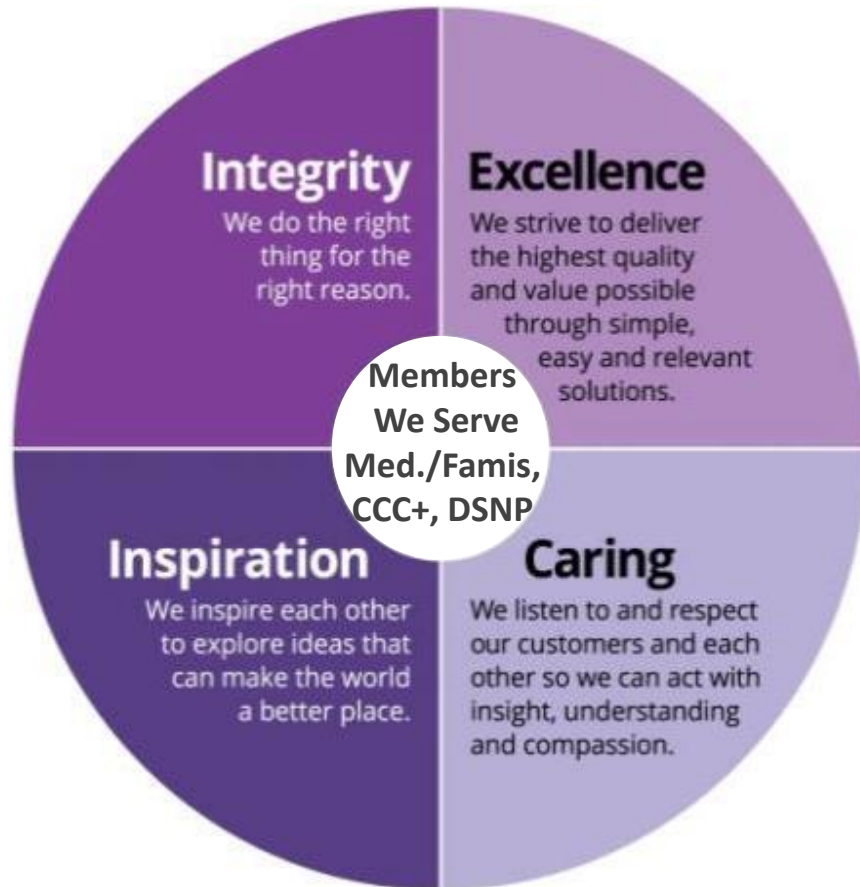 Integrity
We do the right
thing for the
right reason.
Excellence
We strive to deliver
the highest quality
and value possible
through simple,
easy and relevant
solutions.
Members
We Serve
Med./Famis,
CCC+, DSNP
Inspiration
We inspire each other
to explore ideas that
can make the world
a better place.
Caring
We listen to and respect
our customers and each
other so we can act with
insight, understanding
and compassion.